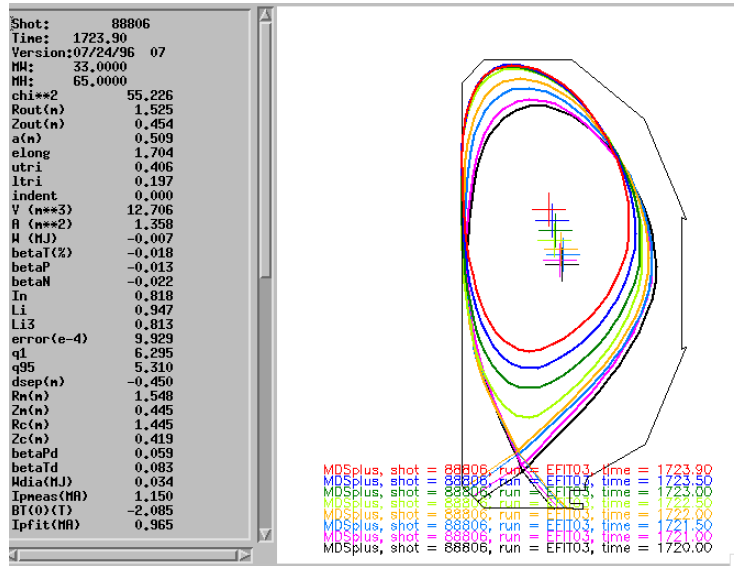 Shot: 88806
Time: 1723.90
Version:07/24/96 07
MW: 33.0000
MH: 65.0000
chi**2 55.226
Rout(m) 1.525
Zout(m) 0.454
a(m) 0.509
elong 1.704
utri 0.406
ltri 0.197
indent 0.000
V (m**3) 12.706
A (m**2) 1.358
W (MJ) -0.007
betaT(%) -0.018
betaP -0.013
betaN -0.022
In 0.818
Li 0.947
Li3 0.813
error(e-4) 9.929
q1 6.295
q95 5.310
dsep(m) -0.450
Rm(m) 1.548
Zm(m) 0.445
Rc(m) 1.445
Zc(m) 0.419
betaPd 0.059
betaTd 0.083
Wdia(MJ) 0.034
Ipmeas(MA) 1.150
BT(0)(T) -2.085
Ipfit(MA) 0.965
MDSplus, shot = 88806, run = EFIT03, time = 1723.90
MDSplus, shot = 88806, run = EFIT03, time = 1723.50
MDSplus, shot = 88806, run = EFIT03, time = 1723.00
MDSplus, shot = 88806, run = EFIT03, time =
MDSplus, shot = 88806, run = EFIT03, time = 1722.00
MDSplus, shot = 88806, run = EFIT03, time = 1721.50
MDSplus, shot = 88806, run = EFIT03, time = 1721.00
MDSplus, shot = 88806, run = EFIT03, time = 1720.00